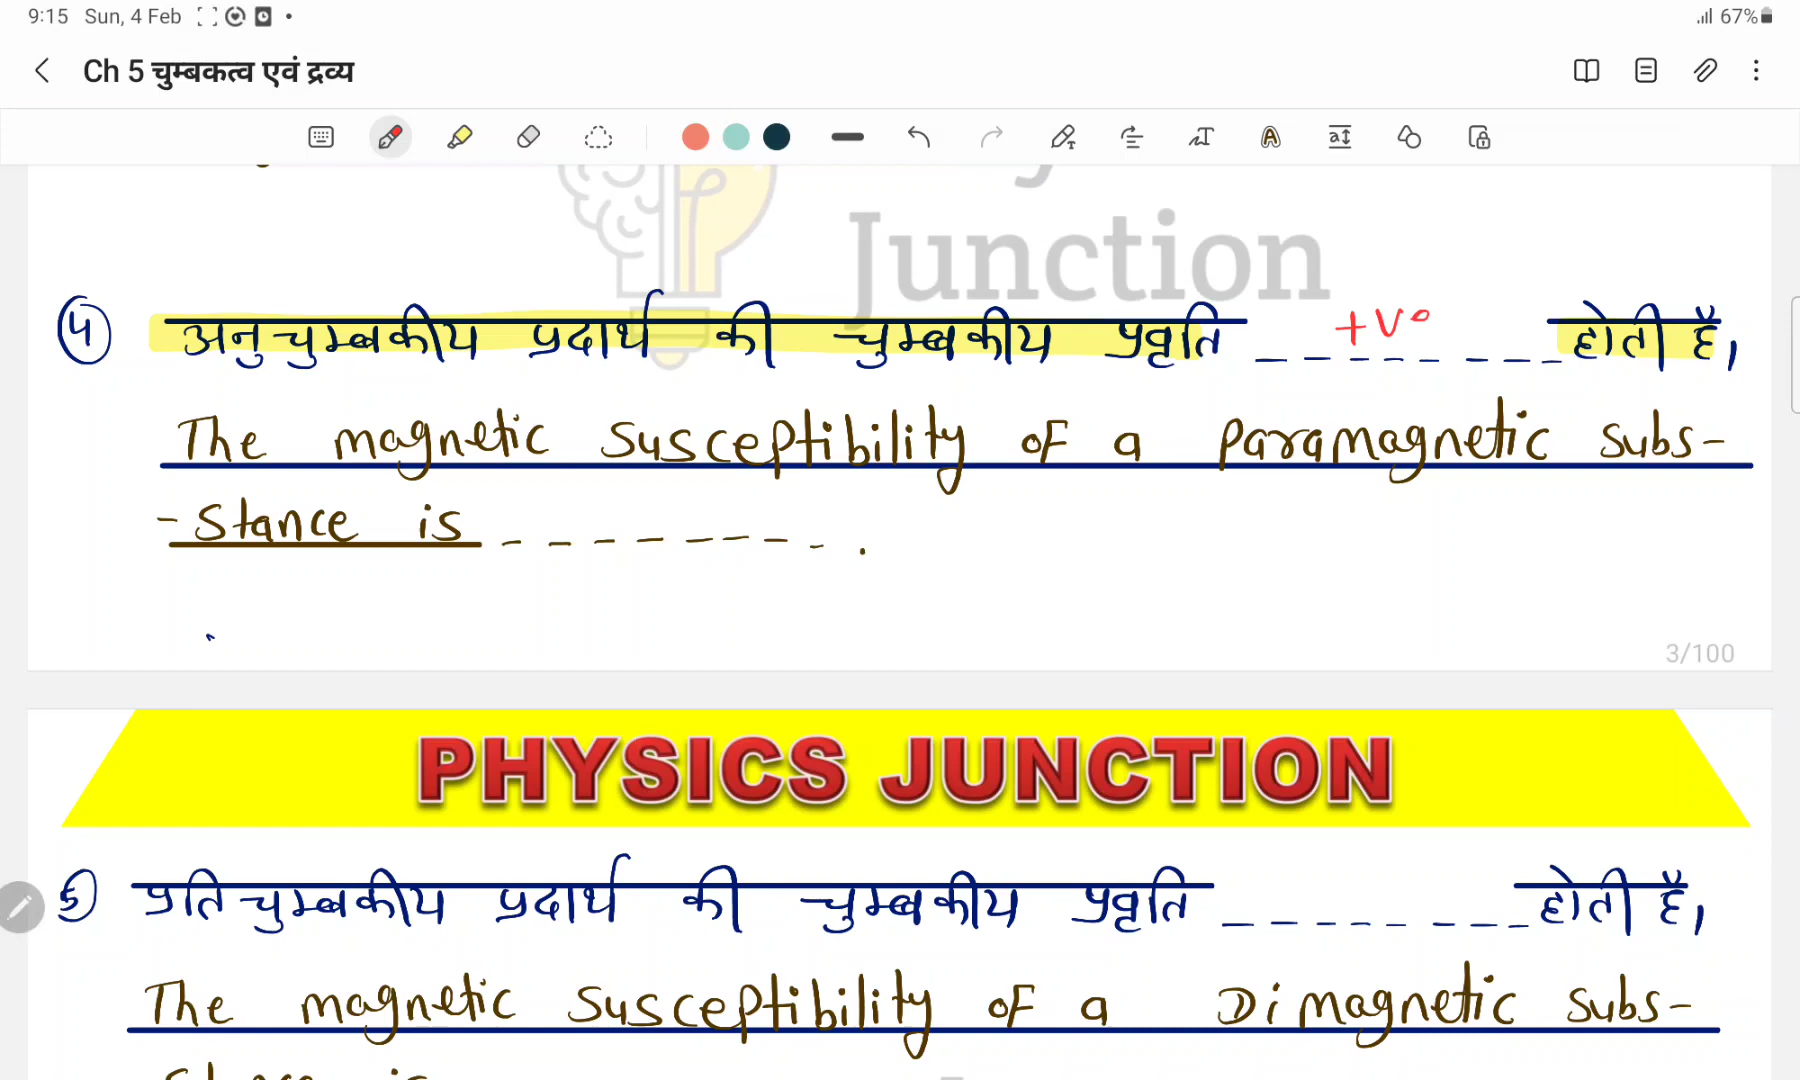 9:15 Sun, 4 Feb
67%
Ch 5 चुम्बकत्व एवं द्रव्य
Junction
4 अनुचुम्बकीय पदार्थ की चुम्बकीय प्रवृति _ _ _ +ve _ _ _ होती है,
The magnetic susceptibility of a paramagnetic subs-
-stance is - - - - - - - - .
3/100
PHYSICS JUNCTION
5) प्रतिचुम्बकीय पदार्थ की चुम्बकीय प्रवृति _ _ _ _ _ _ _ होती है,
The magnetic susceptibility of a Dimagnetic subs-